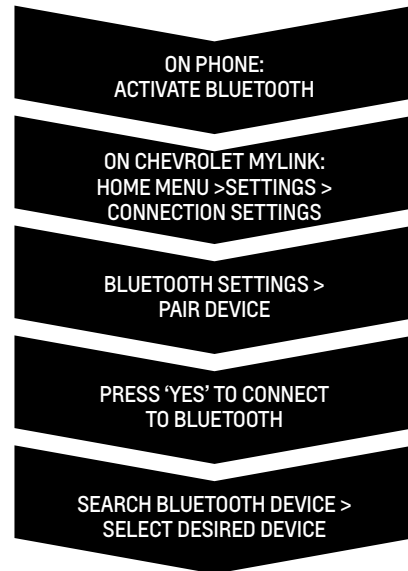 ON PHONE:
ACTIVATE BLUETOOTH
ON CHEVROLET MYLINK:
HOME MENU >SETTINGS >
CONNECTION SETTINGS
BLUETOOTH SETTINGS >
PAIR DEVICE
PRESS ‘YES’ TO CONNECT
TO BLUETOOTH
SEARCH BLUETOOTH DEVICE >
SELECT DESIRED DEVICE